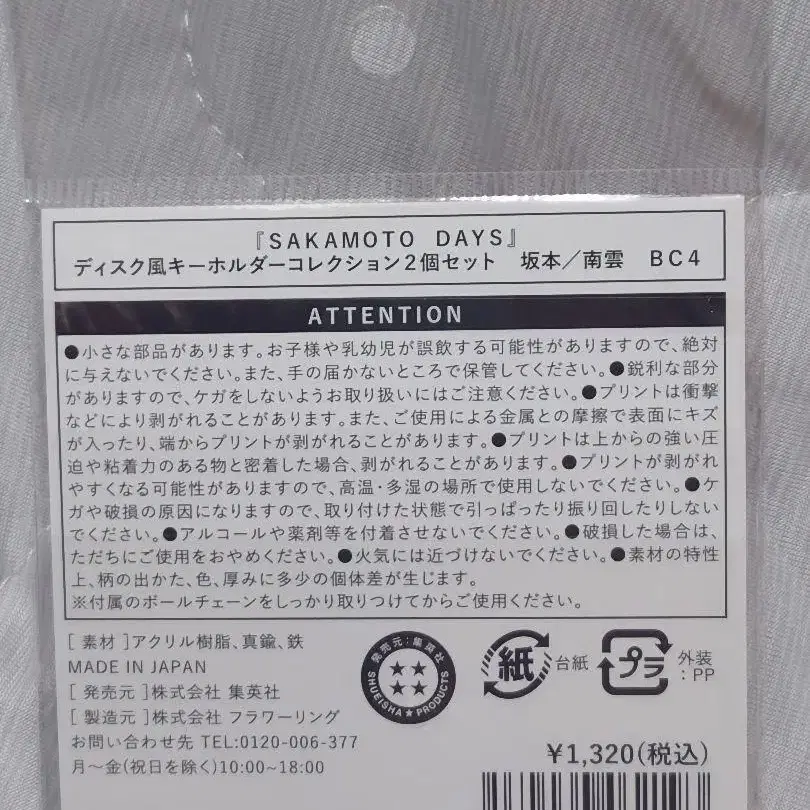 『SAKAMOTO DAYS』
ディスク風キーホルダーコレクション2個セット 坂本／南雲 BC4
ATTENTION
●小さな部品があります。お子様や乳幼児が誤飲する可能性がありますので、絶対
に与えないでください。また、手の届かないところで保管してください。●鋭利な部分
がありますので、ケガをしないようお取り扱いにはご注意ください。●プリントは衝撃
などにより剥がれることがあります。また、ご使用による金属との摩擦で表面にキズ
が入ったり、端からプリントが剥がれることがあります。●プリントは上からの強い圧
迫や粘着力のある物と密着した場合、剥がれることがあります。●プリントが剥がれ
やすくなる可能性がありますので、高温・多湿の場所で使用しないでください。●ケ
ガや破損の原因になりますので、取り付けた状態で引っぱったり振り回したりしない
でください。●アルコールや薬剤等を付着させないでください。●破損した場合は、
ただちにご使用をおやめください。●火気には近づけないでください。●素材の特性
上、柄の出かた、色、厚みに多少の個体差が生じます。
※付属のボールチェーンをしっかり取りつけてからご使用ください。
[ 素材 ]アクリル樹脂、真鍮、鉄
MADE IN JAPAN
[ 発売元 ]株式会社 集英社
[ 製造元 ]株式会社 フラワーリング
お問い合わせ先 TEL:0120-006-377
月〜金(祝日を除く)10:00~18:00
発売元:集英社
SHUEISHA★PRODUCTS
紙 台紙
プラ 外装:PP
¥1,320(税込)